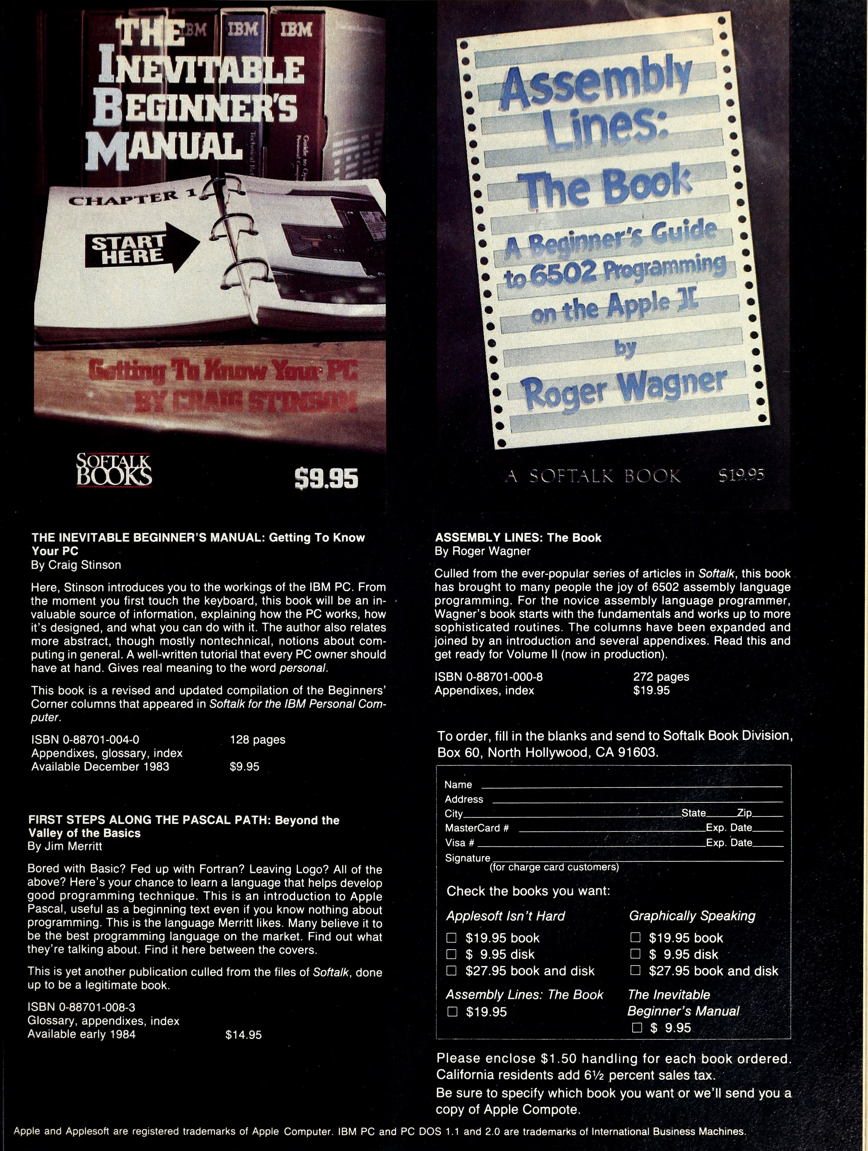 THE
INEVITABLE
BEGINNER'S
MANUAL
IBM
IBM
IBM
CHAPTER 1
START
HERE
Getting To Know Your PC
BY CRAIG STINSON
SOFTALK
BOOKS
$9.95
Assembly
Lines:
The Book
A Beginner's Guide
to 6502 Programming
on the Apple ][
by
Roger Wagner
A SOFTALK BOOK $19.95
THE INEVITABLE BEGINNER'S MANUAL: Getting To Know
Your PC
By Craig Stinson
Here, Stinson introduces you to the workings of the IBM PC. From
the moment you first touch the keyboard, this book will be an in-
valuable source of information, explaining how the PC works, how
it's designed, and what you can do with it. The author also relates
more abstract, though mostly nontechnical, notions about com-
puting in general. A well-written tutorial that every PC owner should
have at hand. Gives real meaning to the word personal.
This book is a revised and updated compilation of the Beginners'
Corner columns that appeared in Softalk for the IBM Personal Com-
puter.
ISBN 0-88701-004-0 128 pages
Appendixes, glossary, index
Available December 1983 $9.95
FIRST STEPS ALONG THE PASCAL PATH: Beyond the
Valley of the Basics
By Jim Merritt
Bored with Basic? Fed up with Fortran? Leaving Logo? All of the
above? Here's your chance to learn a language that helps develop
good programming technique. This is an introduction to Apple
Pascal, useful as a beginning text even if you know nothing about
programming. This is the language Merritt likes. Many believe it to
be the best programming language on the market. Find out what
they're talking about. Find it here between the covers.
This is yet another publication culled from the files of Softalk, done
up to be a legitimate book.
ISBN 0-88701-008-3
Glossary, appendixes, index
Available early 1984 $14.95
ASSEMBLY LINES: The Book
By Roger Wagner
Culled from the ever-popular series of articles in Softalk, this book
has brought to many people the joy of 6502 assembly language
programming. For the novice assembly language programmer,
Wagner's book starts with the fundamentals and works up to more
sophisticated routines. The columns have been expanded and
joined by an introduction and several appendixes. Read this and
get ready for Volume II (now in production).
ISBN 0-88701-000-8 272 pages
Appendixes, index $19.95
To order, fill in the blanks and send to Softalk Book Division,
Box 60, North Hollywood, CA 91603.
Name
Address
City State Zip
MasterCard # Exp. Date
Visa # Exp. Date
Signature
(for charge card customers)
Check the books you want:
Applesoft Isn't Hard Graphically Speaking
☐ $19.95 book ☐ $19.95 book
☐ $ 9.95 disk ☐ $ 9.95 disk
☐ $27.95 book and disk ☐ $27.95 book and disk
Assembly Lines: The Book The Inevitable
☐ $19.95 Beginner's Manual
☐ $ 9.95
Please enclose $1.50 handling for each book ordered.
California residents add 6½ percent sales tax.
Be sure to specify which book you want or we'll send you a
copy of Apple Compote.
Apple and Applesoft are registered trademarks of Apple Computer. IBM PC and PC DOS 1.1 and 2.0 are trademarks of International Business Machines.